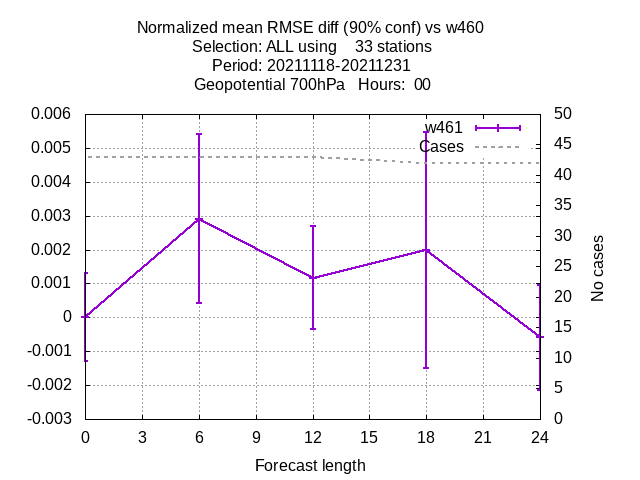 Normalized mean RMSE diff (90% conf) vs w460
Selection: ALL using    33 stations
Period: 20211118-20211231
Geopotential 700hPa   Hours:  00
w461
Cases
0.006
0.005
0.004
0.003
0.002
0.001
0
-0.001
-0.002
-0.003
50
45
40
35
30
25
20
15
10
5
0
No cases
0 3 6 9 12 15 18 21 24
Forecast length